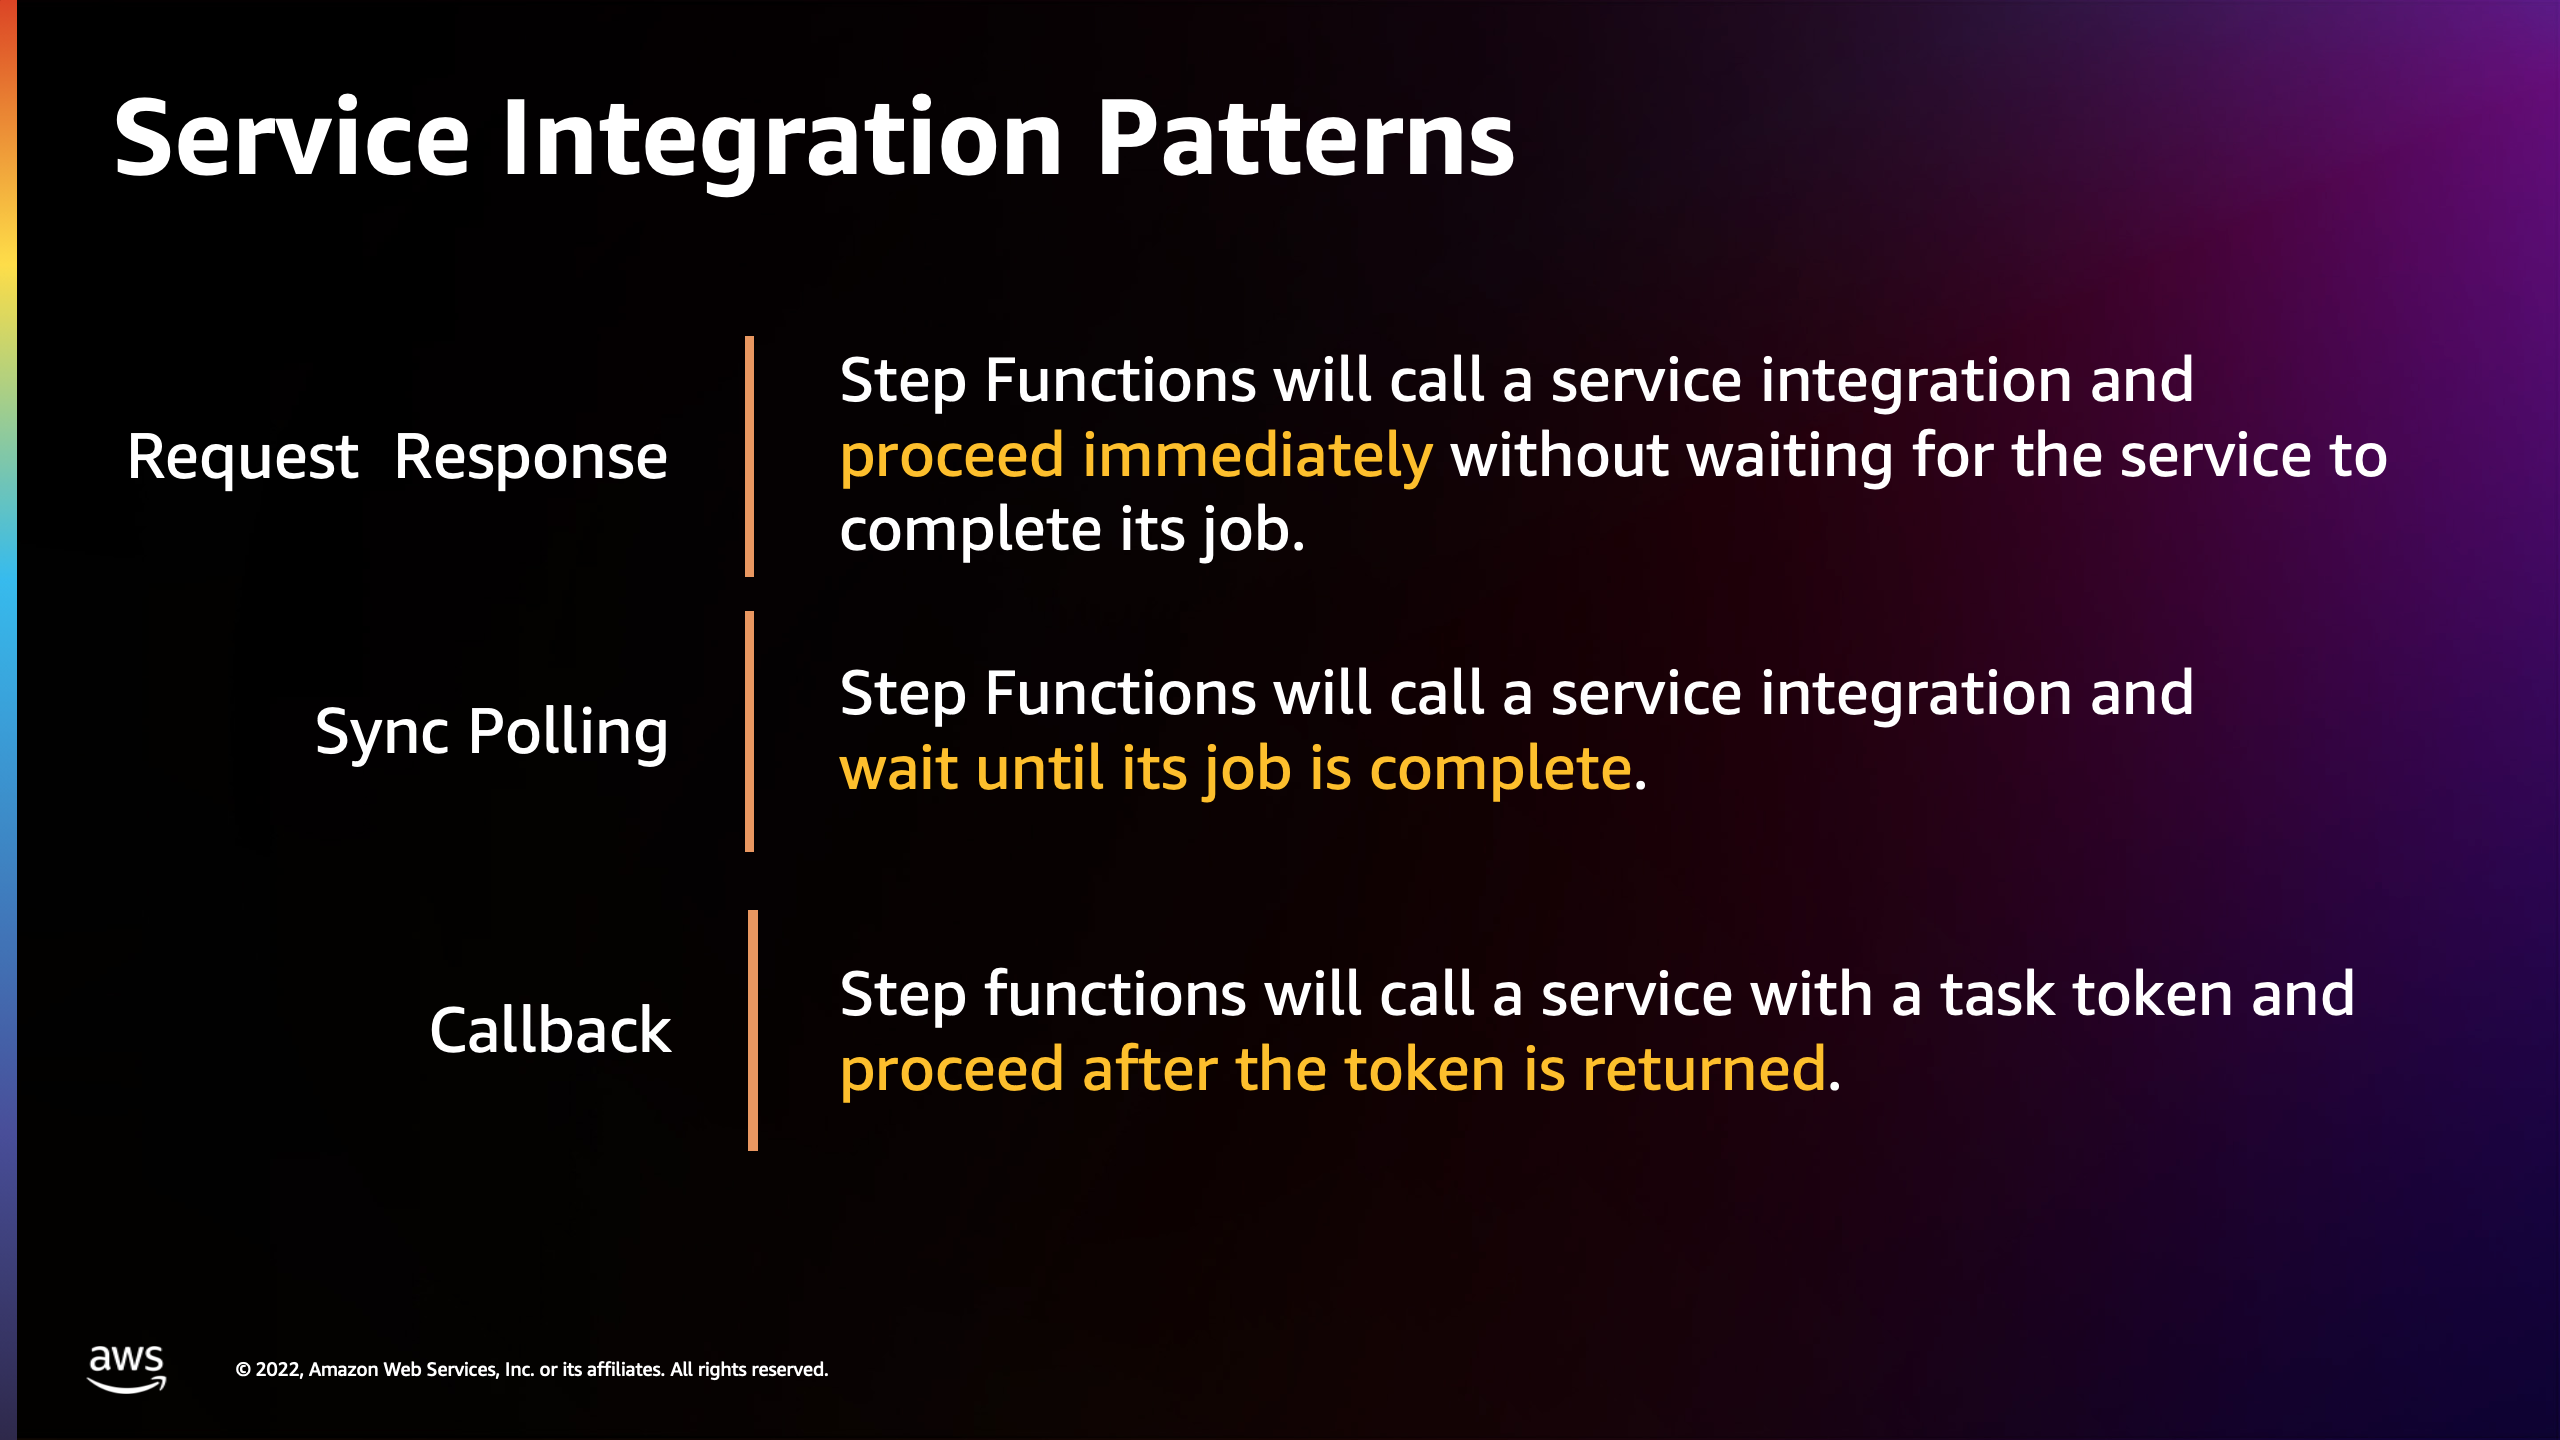 Service Integration Patterns
Request  Response
Step Functions will call a service integration and
proceed immediately without waiting for the service to
complete its job.
Sync Polling
Step Functions will call a service integration and
wait until its job is complete.
Callback
Step functions will call a service with a task token and
proceed after the token is returned.
aws
© 2022, Amazon Web Services, Inc. or its affiliates. All rights reserved.